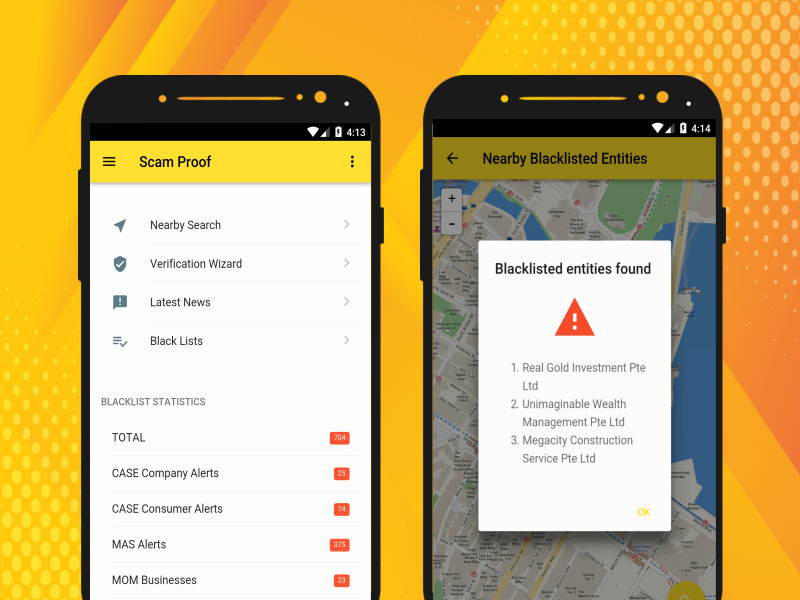 4:13
Scam Proof
Nearby Search
Verification Wizard
Latest News
Black Lists
BLACKLIST STATISTICS
TOTAL 704
CASE Company Alerts 25
CASE Consumer Alerts 74
MAS Alerts 375
MOM Businesses 23
4:14
Nearby Blacklisted Entities
+
-
Blacklisted entities found
1. Real Gold Investment Pte
Ltd
2. Unimaginable Wealth
Management Pte Ltd
3. Megacity Construction
Service Pte Ltd
OK